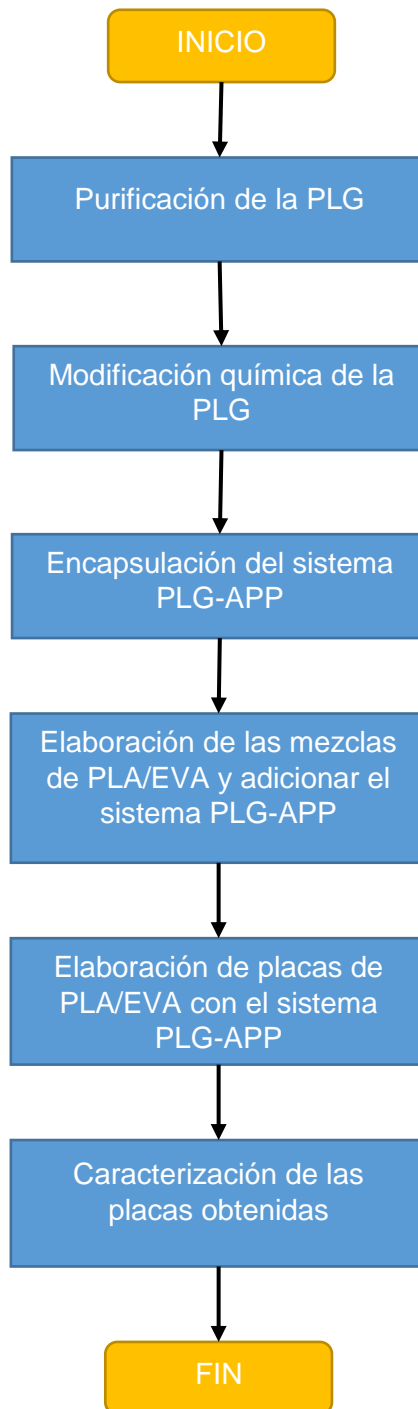 INICIO
Purificación de la PLG
Modificación química de la
PLG
Encapsulación del sistema
PLG-APP
Elaboración de las mezclas
de PLA/EVA y adicionar el
sistema PLG-APP
Elaboración de placas de
PLA/EVA con el sistema
PLG-APP
Caracterización de las
placas obtenidas
FIN